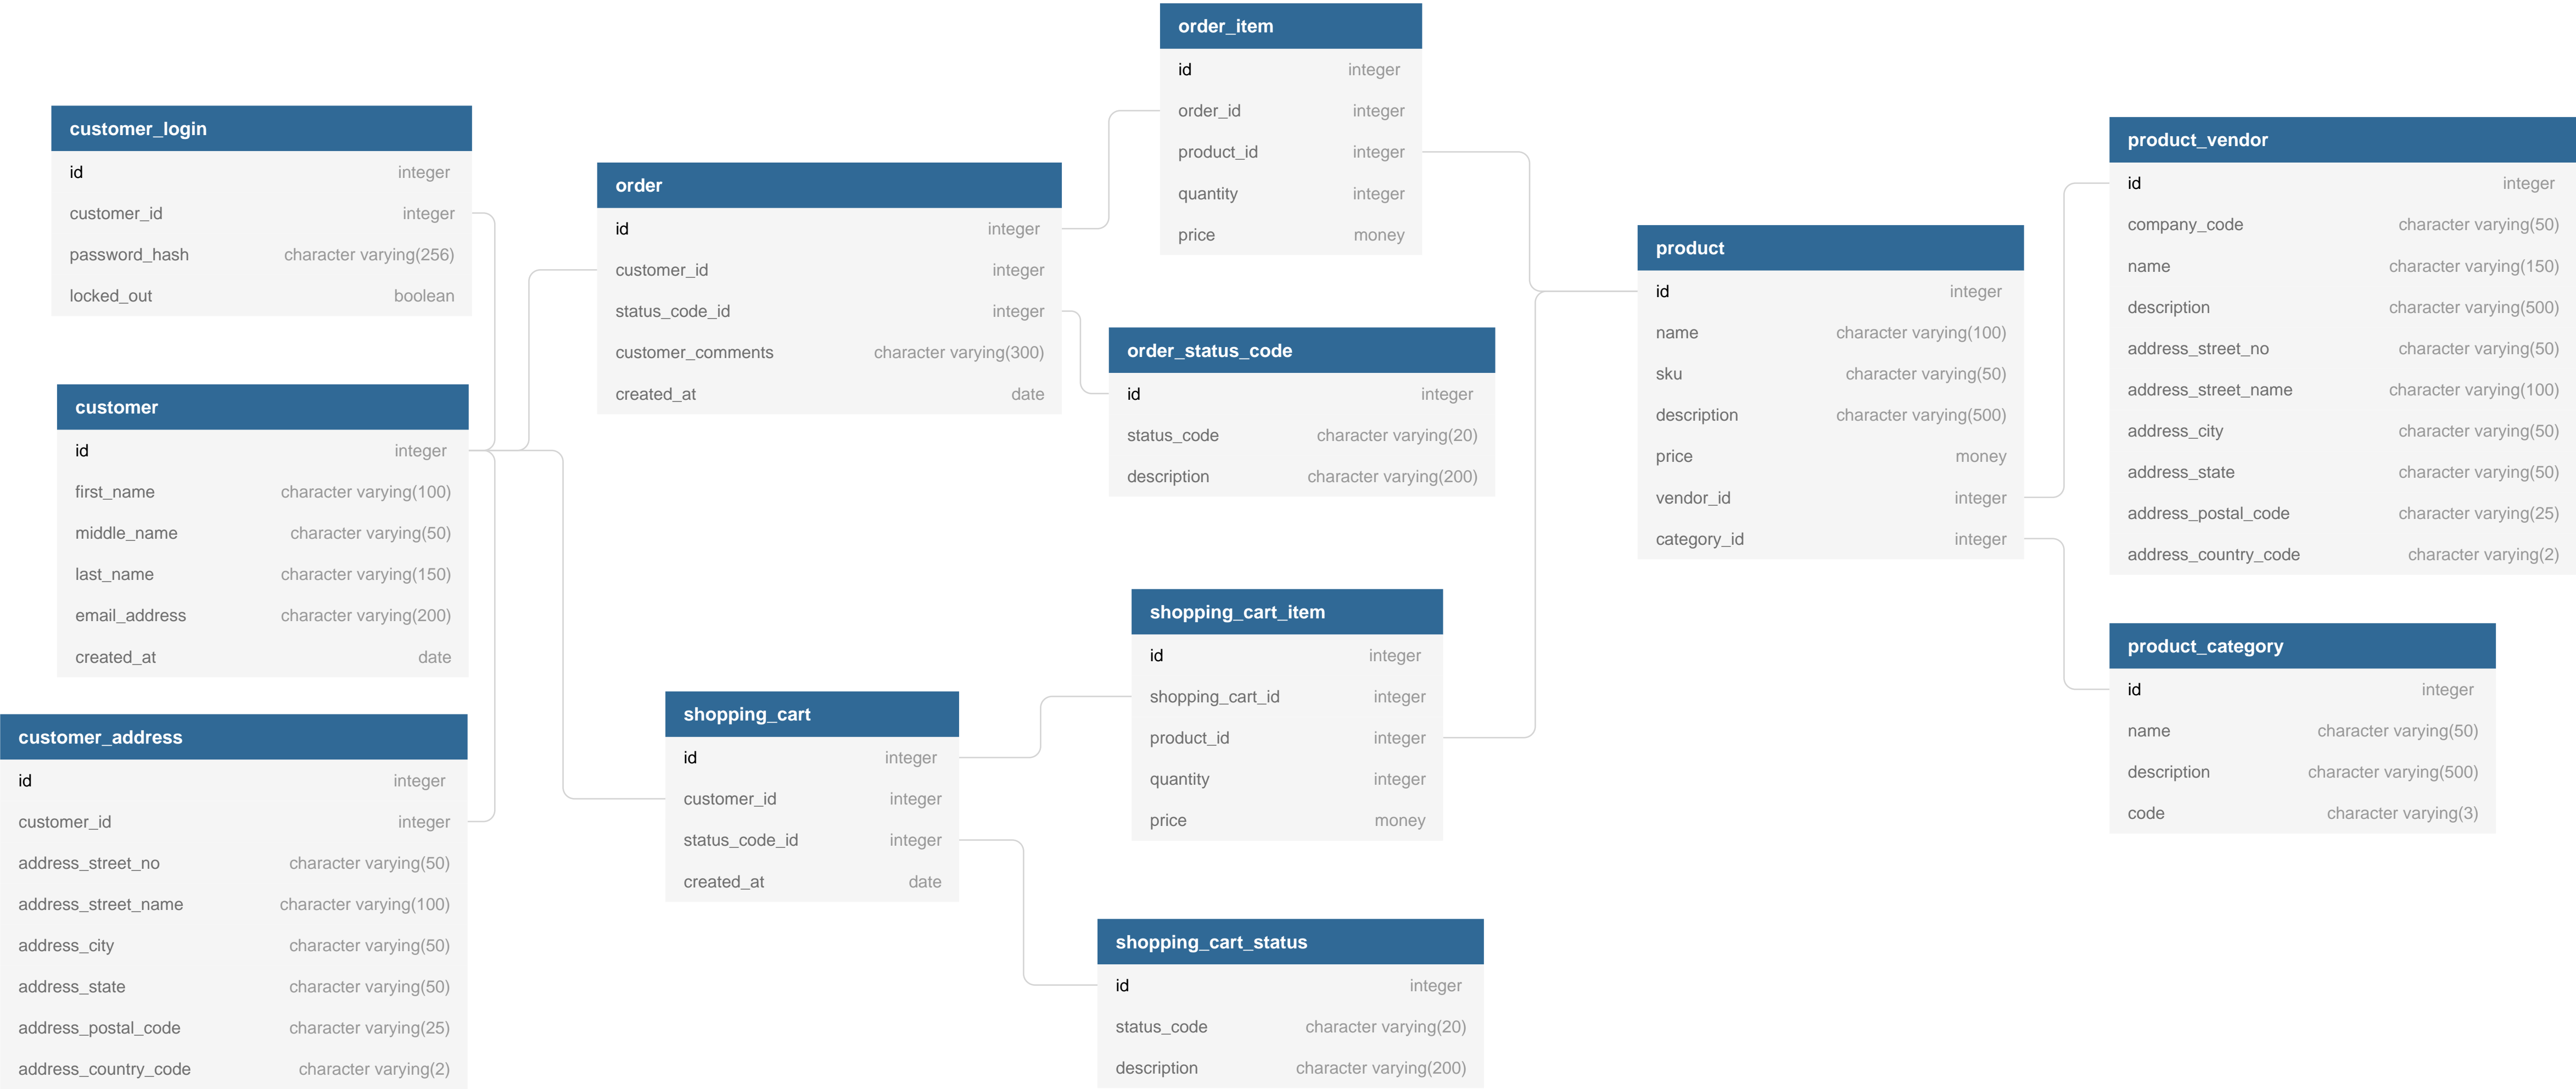 customer_login
id integer
customer_id integer
password_hash character varying(256)
locked_out boolean
customer
id integer
first_name character varying(100)
middle_name character varying(50)
last_name character varying(150)
email_address character varying(200)
created_at date
customer_address
id integer
customer_id integer
address_street_no character varying(50)
address_street_name character varying(100)
address_city character varying(50)
address_state character varying(50)
address_postal_code character varying(25)
address_country_code character varying(2)
order
id integer
customer_id integer
status_code_id integer
customer_comments character varying(300)
created_at date
shopping_cart
id integer
customer_id integer
status_code_id integer
created_at date
order_item
id integer
order_id integer
product_id integer
quantity integer
price money
order_status_code
id integer
status_code character varying(20)
description character varying(200)
shopping_cart_item
id integer
shopping_cart_id integer
product_id integer
quantity integer
price money
shopping_cart_status
id integer
status_code character varying(20)
description character varying(200)
product
id integer
name character varying(100)
sku character varying(50)
description character varying(500)
price money
vendor_id integer
category_id integer
product_vendor
id integer
company_code character varying(50)
name character varying(150)
description character varying(500)
address_street_no character varying(50)
address_street_name character varying(100)
address_city character varying(50)
address_state character varying(50)
address_postal_code character varying(25)
address_country_code character varying(2)
product_category
id integer
name character varying(50)
description character varying(500)
code character varying(3)